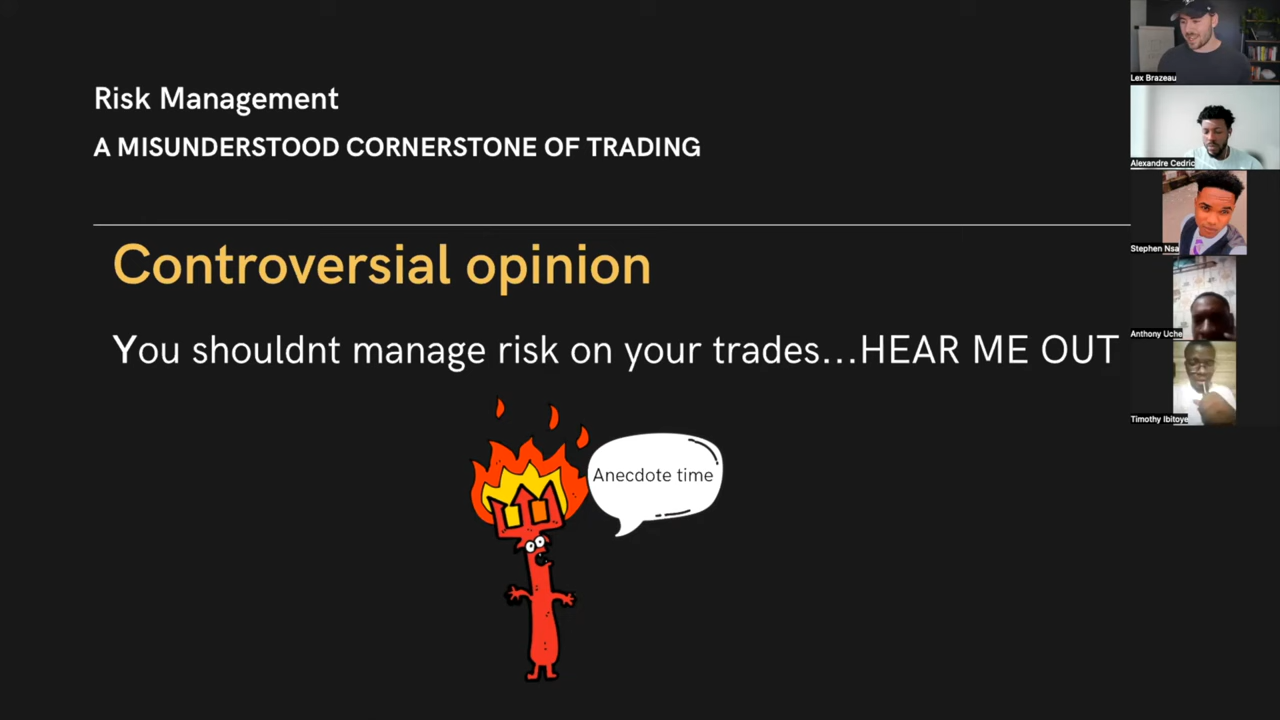 Risk Management
A MISUNDERSTOOD CORNERSTONE OF TRADING
Controversial opinion
You shouldnt manage risk on your trades...HEAR ME OUT
Anecdote time
Lex Brazeau
Alexandre Cedric
Stephen Nsa
Anthony Uche
Timothy Ibitoye